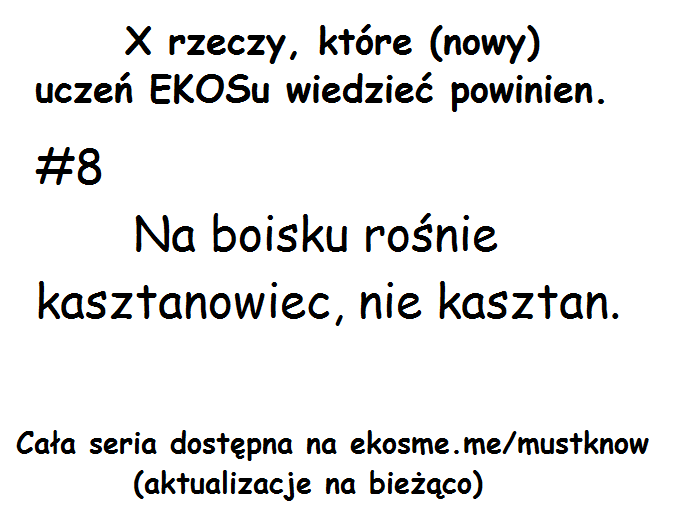 X rzeczy, które (nowy)
uczeń EKOSu wiedzieć powinien.
#8
Na boisku rośnie
kasztanowiec, nie kasztan.
Cała seria dostępna na ekosme.me/mustknow
(aktualizacje na bieżąco)